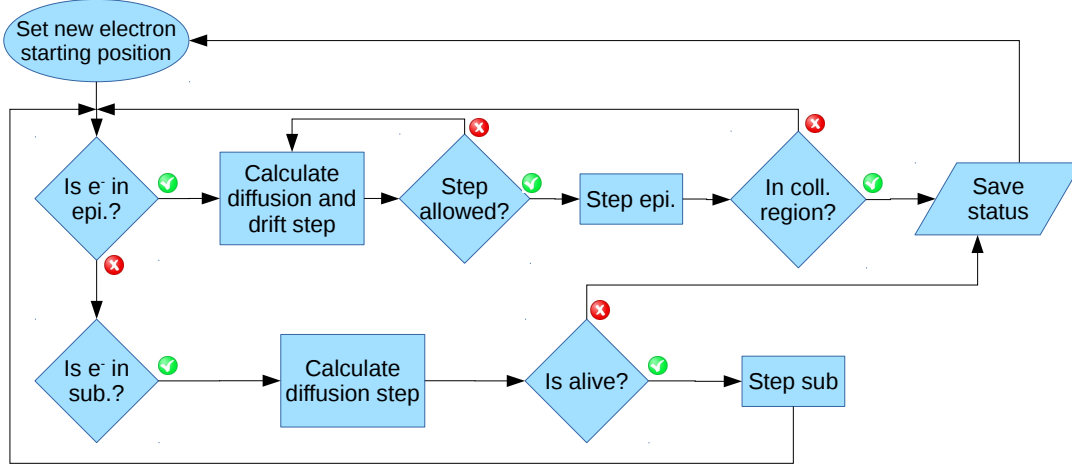 Set new electron
starting position
Is e⁻ in
epi.?
Calculate
diffusion and
drift step
Step
allowed?
Step epi.
In coll.
region?
Save
status
Is e⁻ in
sub.?
Calculate
diffusion step
Is alive?
Step sub